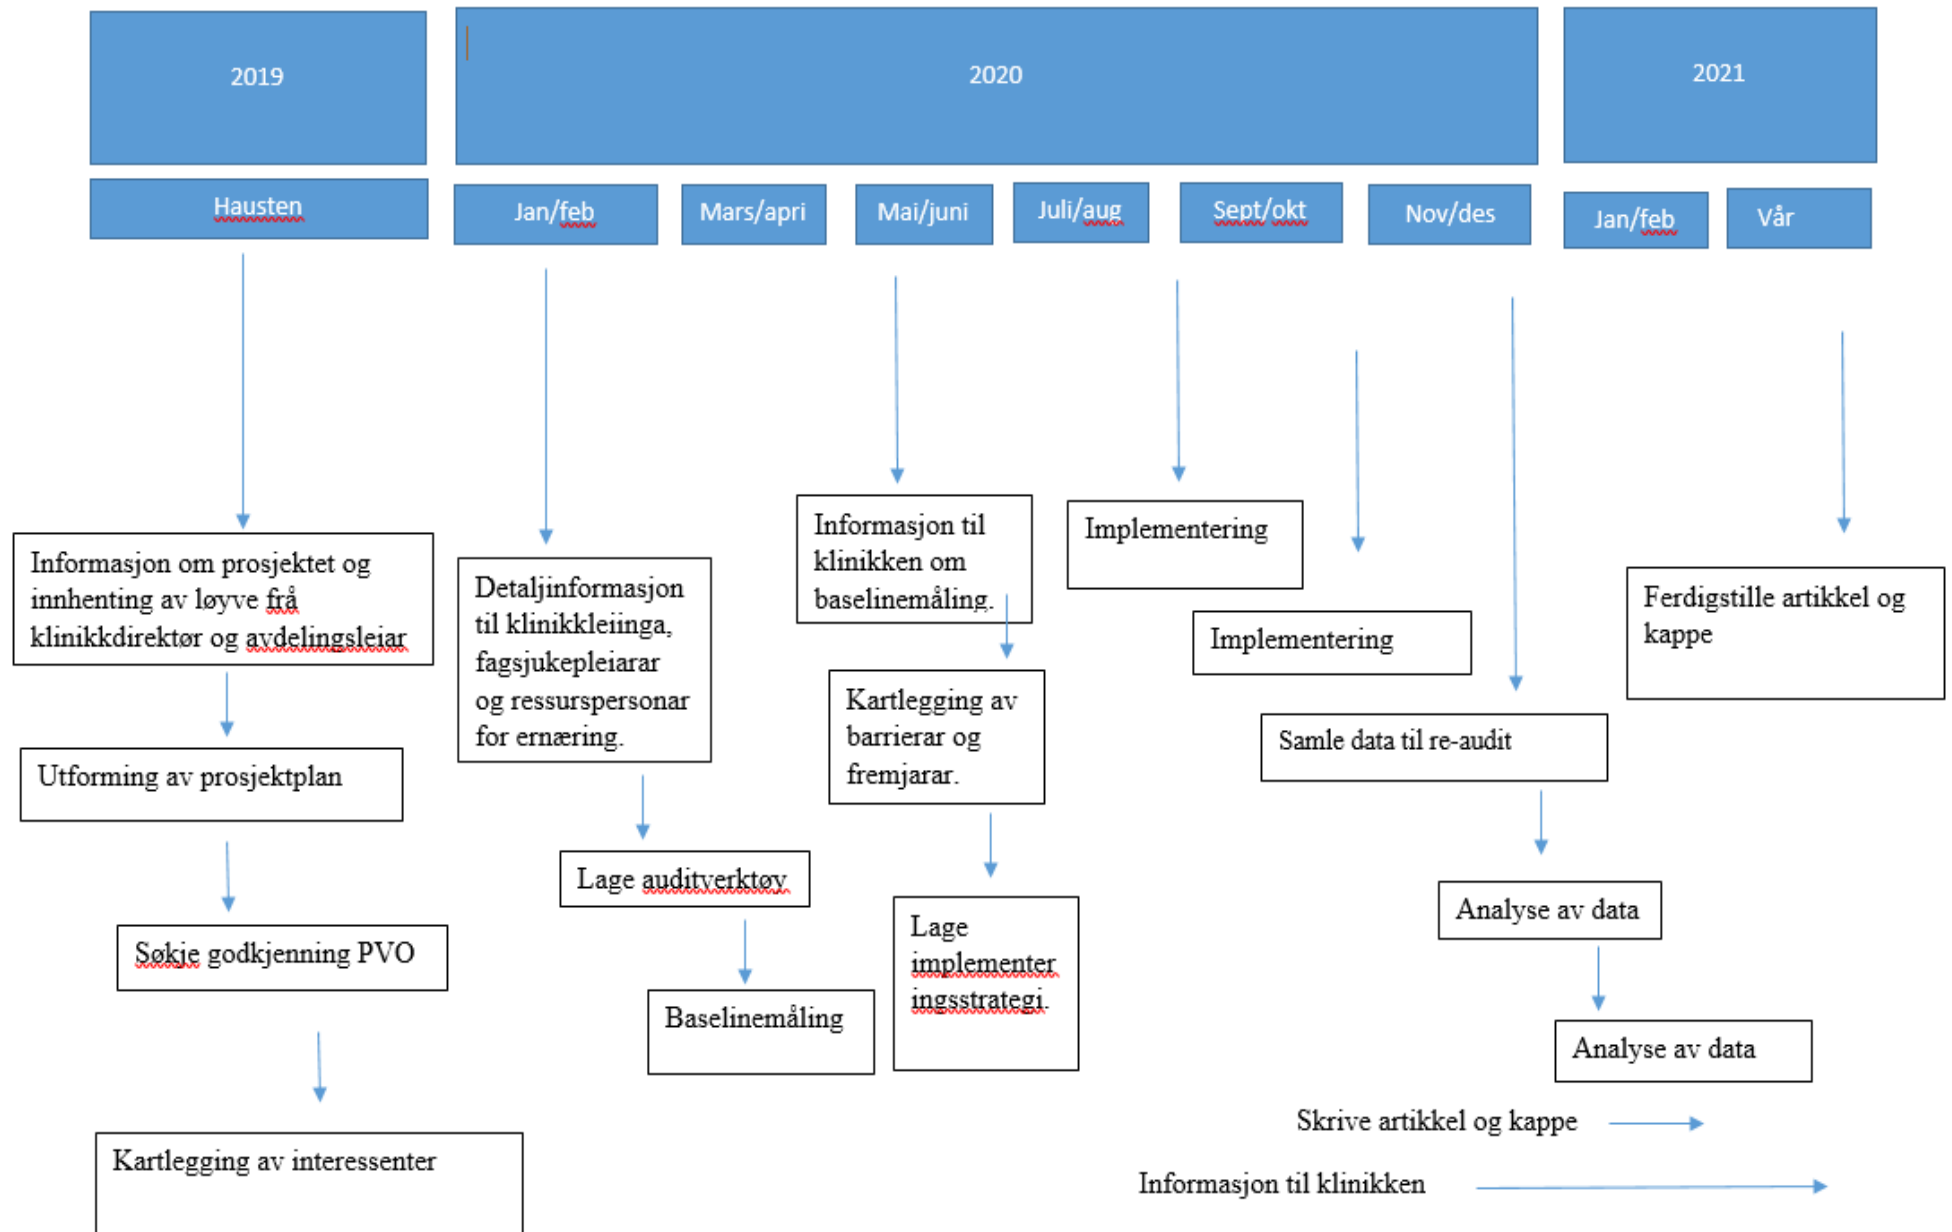 2019
2020
2021
Hausten
Jan/feb
Mars/apri
Mai/juni
Juli/aug
Sept/okt
Nov/des
Jan/feb
Vår
Informasjon om prosjektet og
innhenting av løyve frå
klinikkdirektør og avdelingsleiar
Utforming av prosjektplan
Søkje godkjenning PVO
Kartlegging av interessenter
Detaljinformasjon
til klinikkleiinga,
fagsjukepleiarar
og ressurspersonar
for ernæring.
Lage auditverktøy
Baselinemåling
Informasjon til
klinikken om
baselinemåling.
Kartlegging av
barrierar og
fremjarar.
Lage
implementer
ingsstrategi.
Implementering
Implementering
Samle data til re-audit
Analyse av data
Analyse av data
Ferdigstille artikkel og
kappe
Skrive artikkel og kappe
Informasjon til klinikken